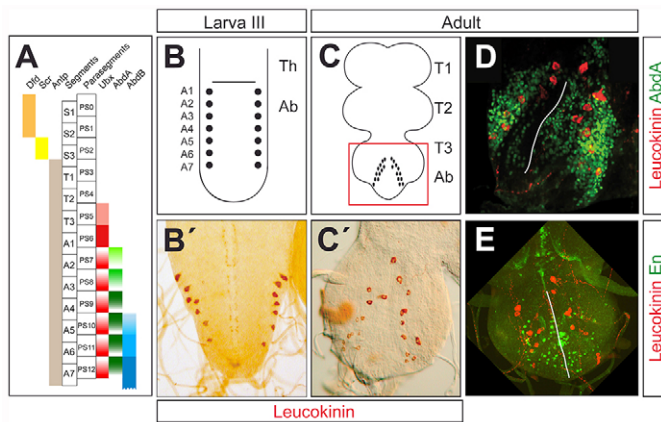 Larva III
Adult
A
Dfd
Scr
Antp
Segments
Parasegments
Ubx
AbdA
AbdB
S1
S2
S3
T1
T2
T3
A1
A2
A3
A4
A5
A6
A7
PS0
PS1
PS2
PS3
PS4
PS5
PS6
PS7
PS8
PS9
PS10
PS11
PS12
B
Th
Ab
A1
A2
A3
A4
A5
A6
A7
C
T1
T2
T3
Ab
D
Leucokinin AbdA
B´
C´
E
Leucokinin En
Leucokinin